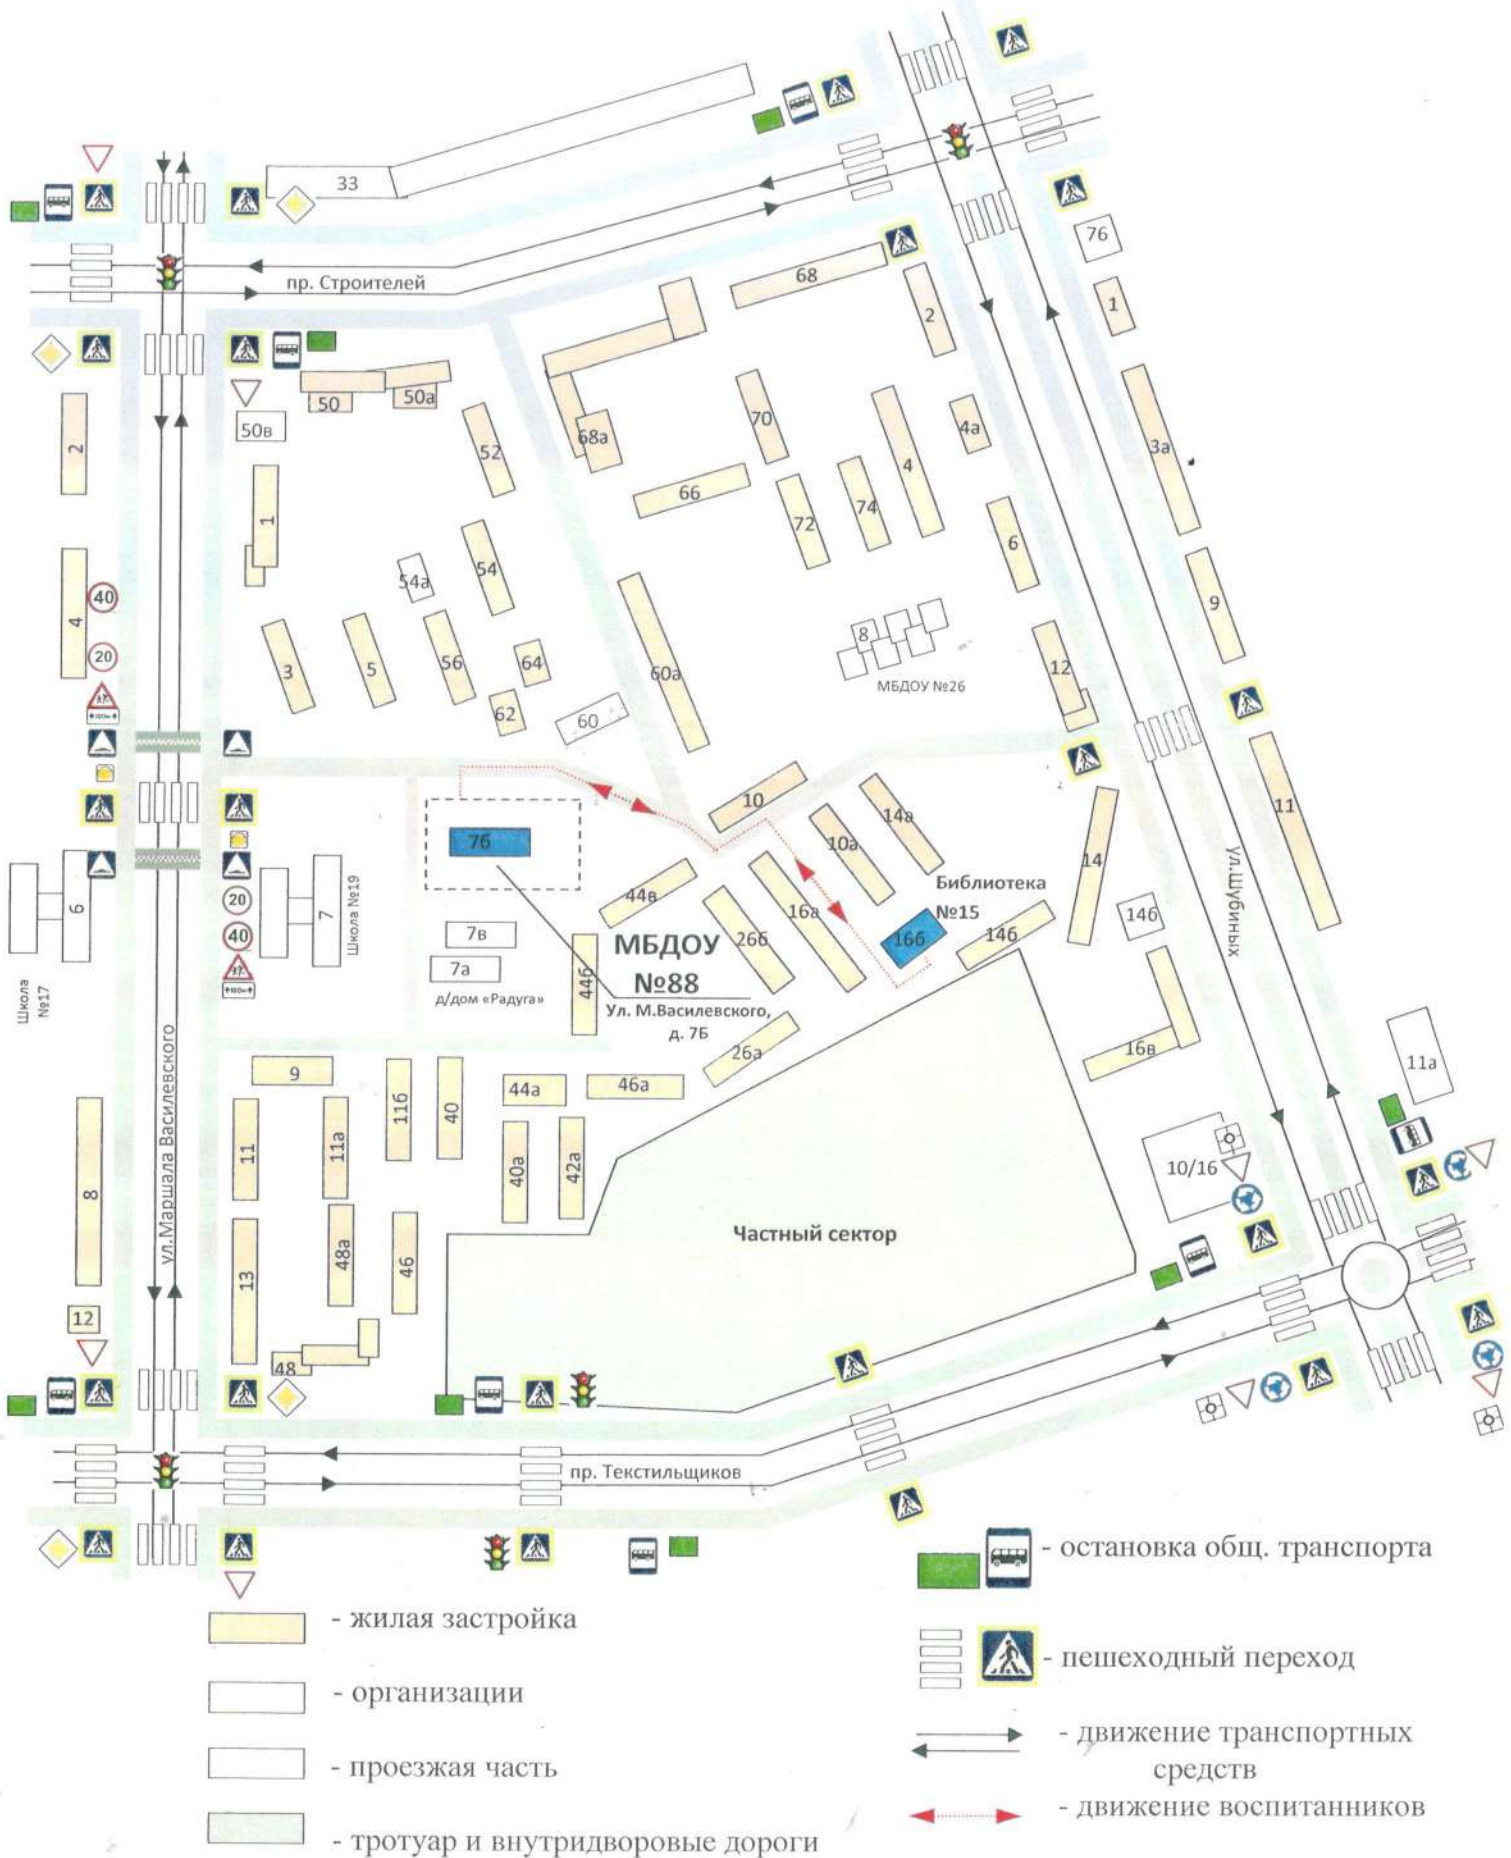 33
пр. Строителей
76
68
2
1
50
50а
50в
2
52
68а
70
4а
3а
4
66
72
74
1
6
54
54а
40
4
9
20
3
5
56
64
62
60
60а
8
МБДОУ №26
12
10
11
76
10а
14а
14
ул.Шубиных
6
20
7
Школа №19
44в
26б
16а
Библиотека
№15
16б
14б
14б
40
7в
7а
д/дом «Радуга»
44б
МБДОУ
№88
Ул. М.Василевского,
д. 7Б
Школа
№17
ул.Маршала Василевского
9
26а
16в
11а
44а
46а
11
11а
11б
40
40а
42а
8
10/16
Частный сектор
13
48а
46
12
48
пр. Текстильщиков
- остановка общ. транспорта
- жилая застройка
- пешеходный переход
- организации
- движение транспортных
средств
- проезжая часть
- движение воспитанников
- тротуар и внутридворовые дороги